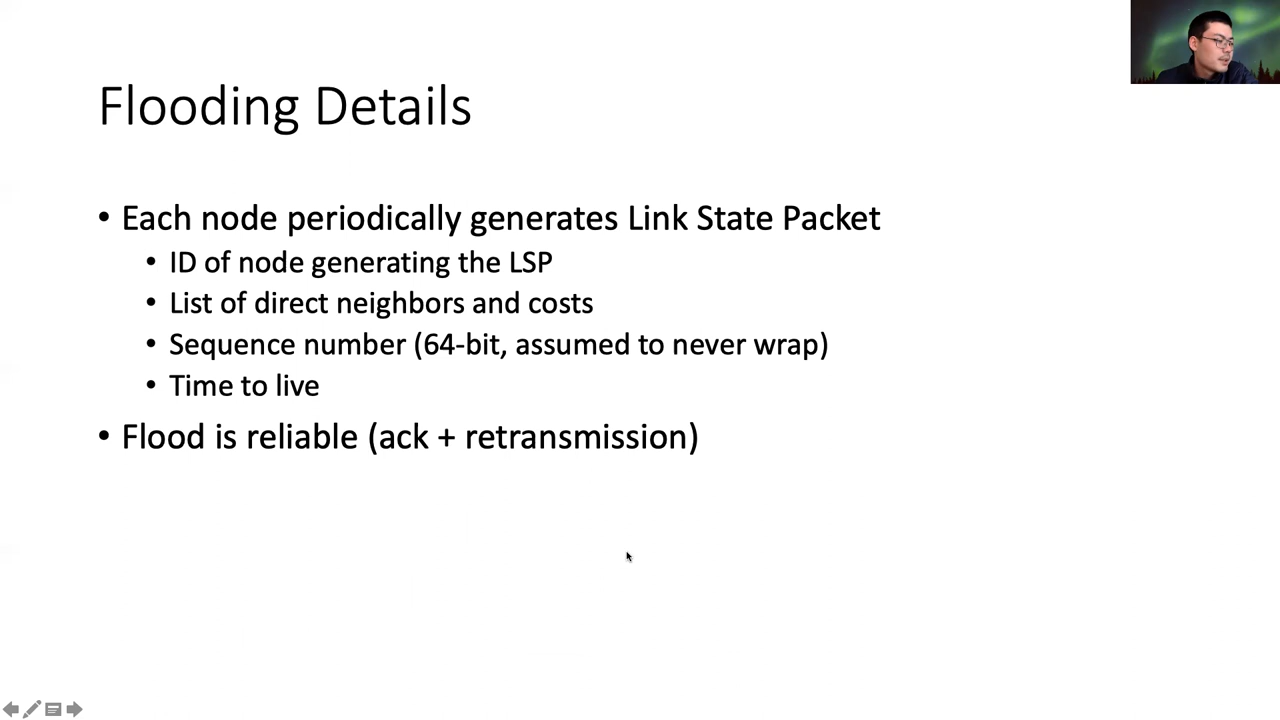 Flooding Details
• Each node periodically generates Link State Packet
• ID of node generating the LSP
• List of direct neighbors and costs
• Sequence number (64-bit, assumed to never wrap)
• Time to live
• Flood is reliable (ack + retransmission)